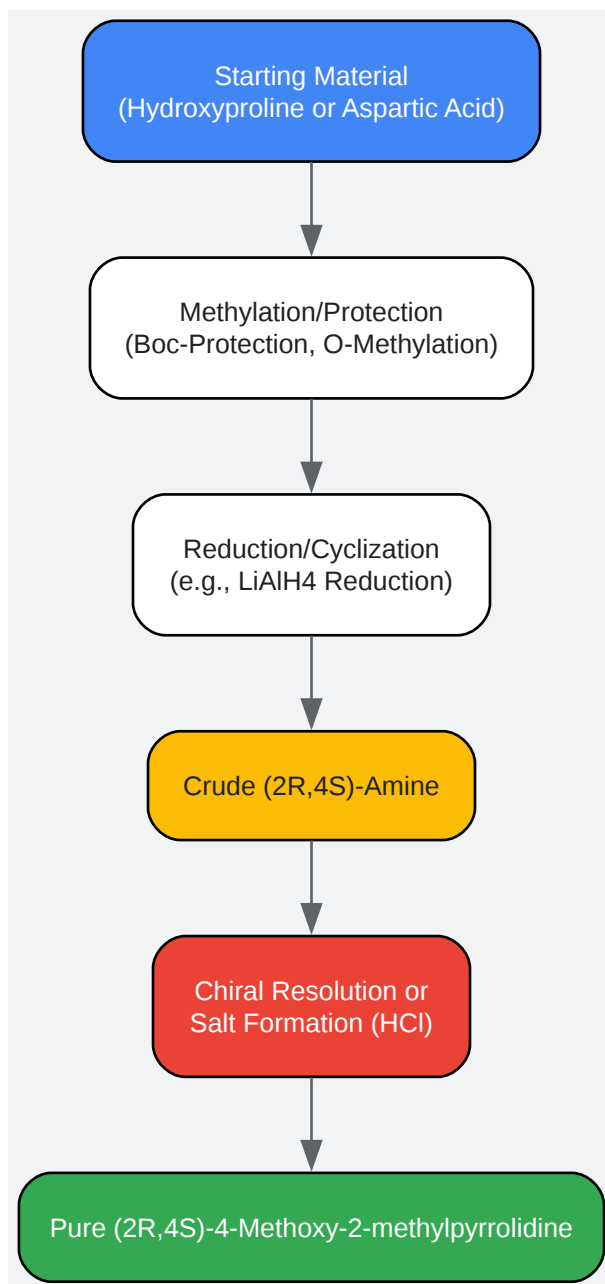 Starting Material
(Hydroxyproline or Aspartic Acid)
Methylation/Protection
(Boc-Protection, O-Methylation)
Reduction/Cyclization
(e.g., LiAlH4 Reduction)
Crude (2R,4S)-Amine
Chiral Resolution or
Salt Formation (HCl)
Pure (2R,4S)-4-Methoxy-2-methylpyrrolidine